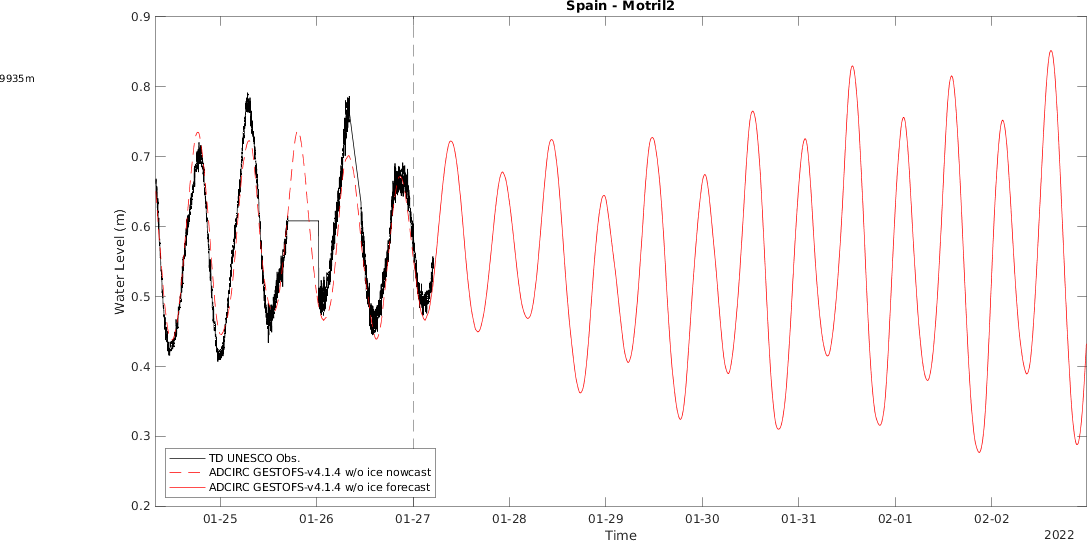 Spain - Motril2
9935m
0.9
0.8
0.7
0.6
0.5
0.4
0.3
0.2
Water Level (m)
TD UNESCO Obs.
ADCIRC GESTOFS-v4.1.4 w/o ice nowcast
ADCIRC GESTOFS-v4.1.4 w/o ice forecast
01-25 01-26 01-27 01-28 01-29 01-30 01-31 02-01 02-02
Time
2022